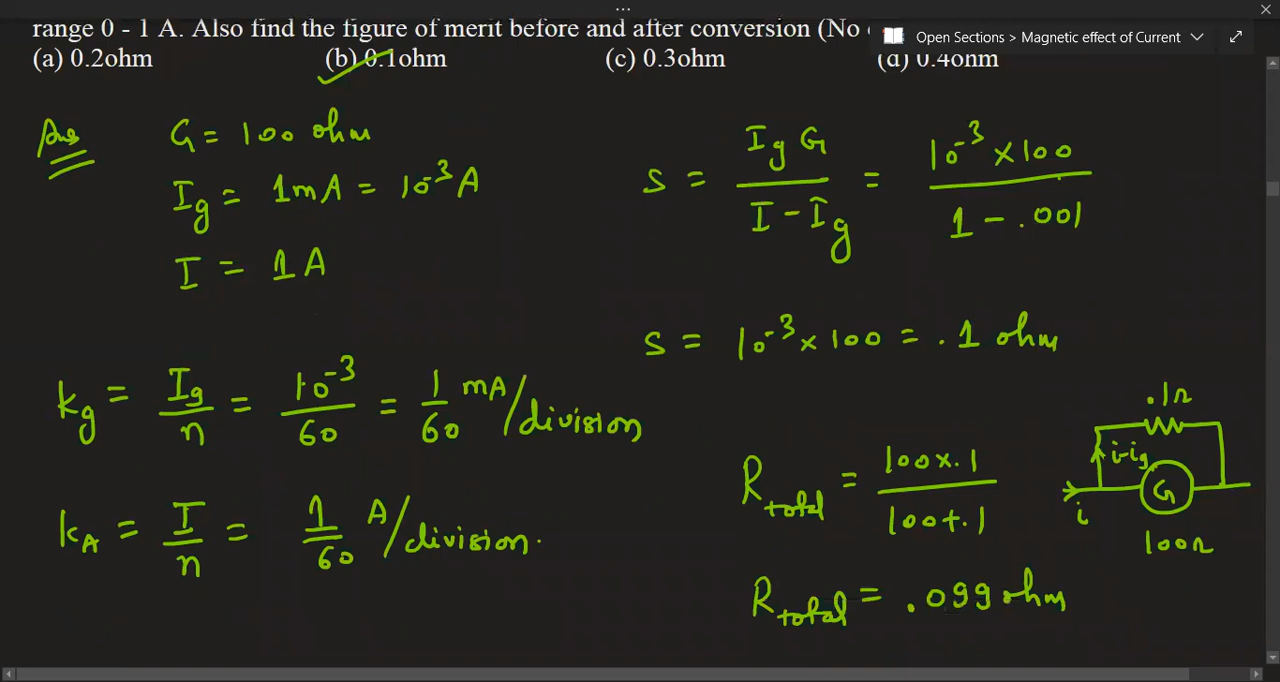 range 0 - 1 A. Also find the figure of merit before and after conversion (No
Open Sections > Magnetic effect of Current
(a) 0.2ohm (b) 0.1ohm (c) 0.3ohm (d) 0.4ohm
Ans G = 100 ohm
Ig = 1mA = 10⁻³ A
I = 1 A
S = Ig G / I - Ig = 10⁻³ × 100 / 1 - .001
S = 10⁻³ × 100 = .1 ohm
kg = Ig / n = 10⁻³ / 60 = 1 / 60 mA/division
kA = I / n = 1 / 60 A/division.
Rtotal = 100×.1 / 100+.1
Rtotal = .099 ohm
.1Ω
i-ig
G
i
100Ω